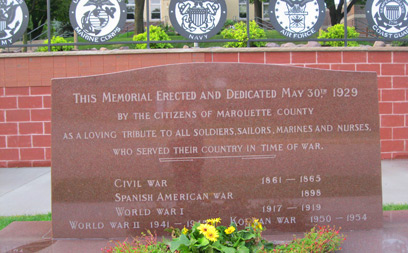 MARINE CORPS
NAVY
AIR FORCE
COAST GUARD
THIS MEMORIAL ERECTED AND DEDICATED MAY 30TH 1929
BY THE CITIZENS OF MARQUETTE COUNTY
AS A LOVING TRIBUTE TO ALL SOLDIERS, SAILORS, MARINES AND NURSES,
WHO SERVED THEIR COUNTRY IN TIME OF WAR.
CIVIL WAR 1861 — 1865
SPANISH AMERICAN WAR 1898
WORLD WAR I 1917 — 1919
WORLD WAR II 1941 WAR 1950 — 1954